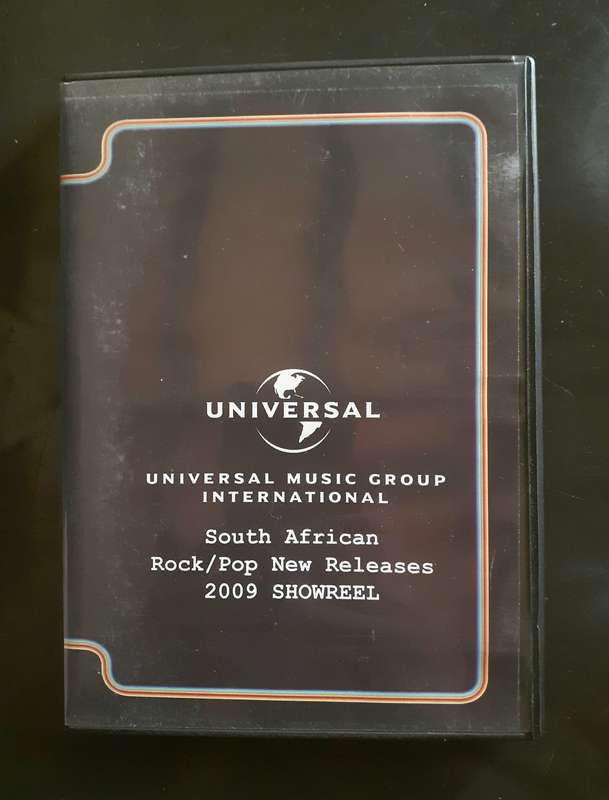 UNIVERSAL
UNIVERSAL MUSIC GROUP
INTERNATIONAL
South African
Rock/Pop New Releases
2009 SHOWREEL